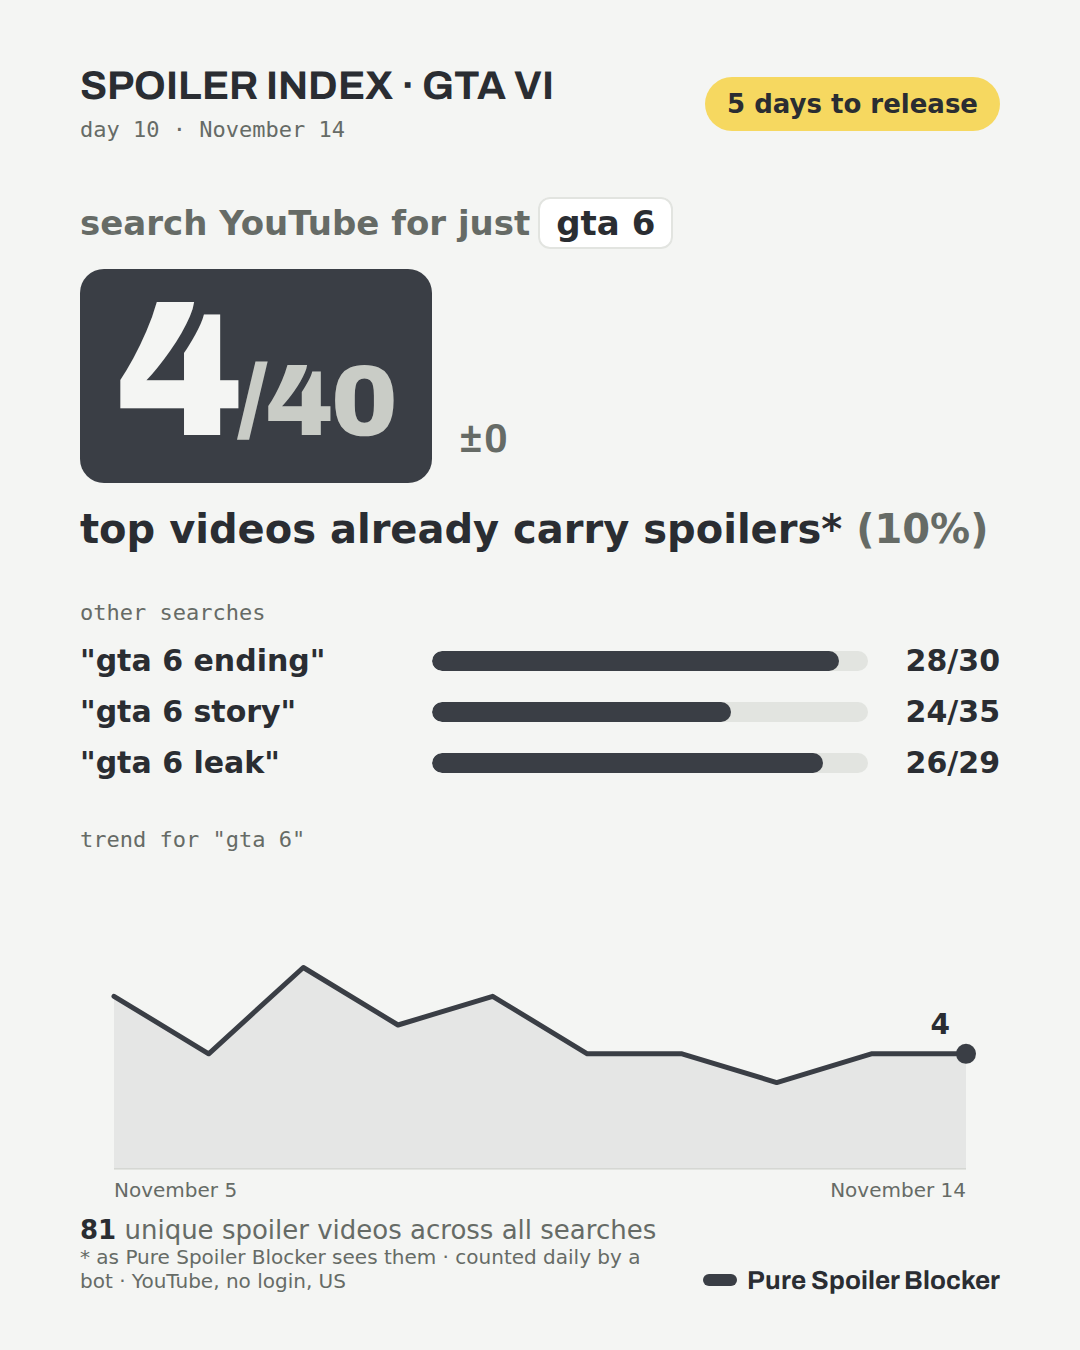 SPOILER INDEX · GTA VI
5 days to release
day 10 · November 14
search YouTube for just gta 6
4/40
±0
top videos already carry spoilers* (10%)
other searches
"gta 6 ending" 28/30
"gta 6 story" 24/35
"gta 6 leak" 26/29
trend for "gta 6"
4
November 5
November 14
81 unique spoiler videos across all searches
* as Pure Spoiler Blocker sees them · counted daily by a
bot · YouTube, no login, US
Pure Spoiler Blocker